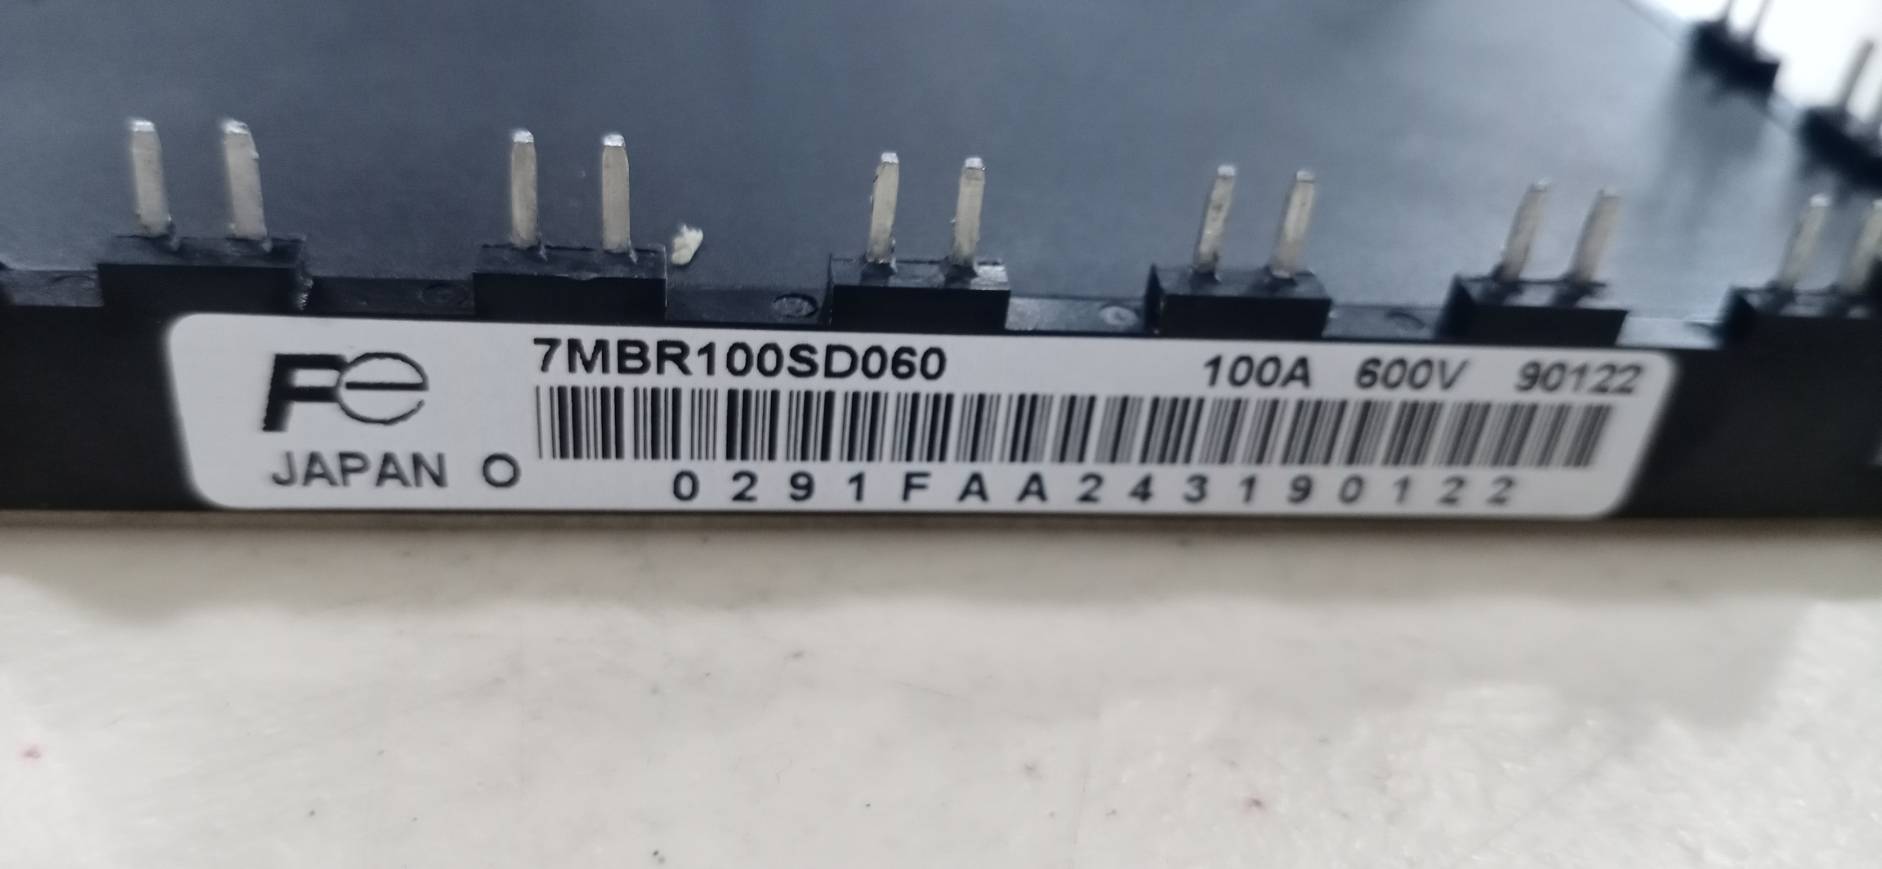 Fe
7MBR100SD060 100A 600V 90122
JAPAN O
0291FAA243190122